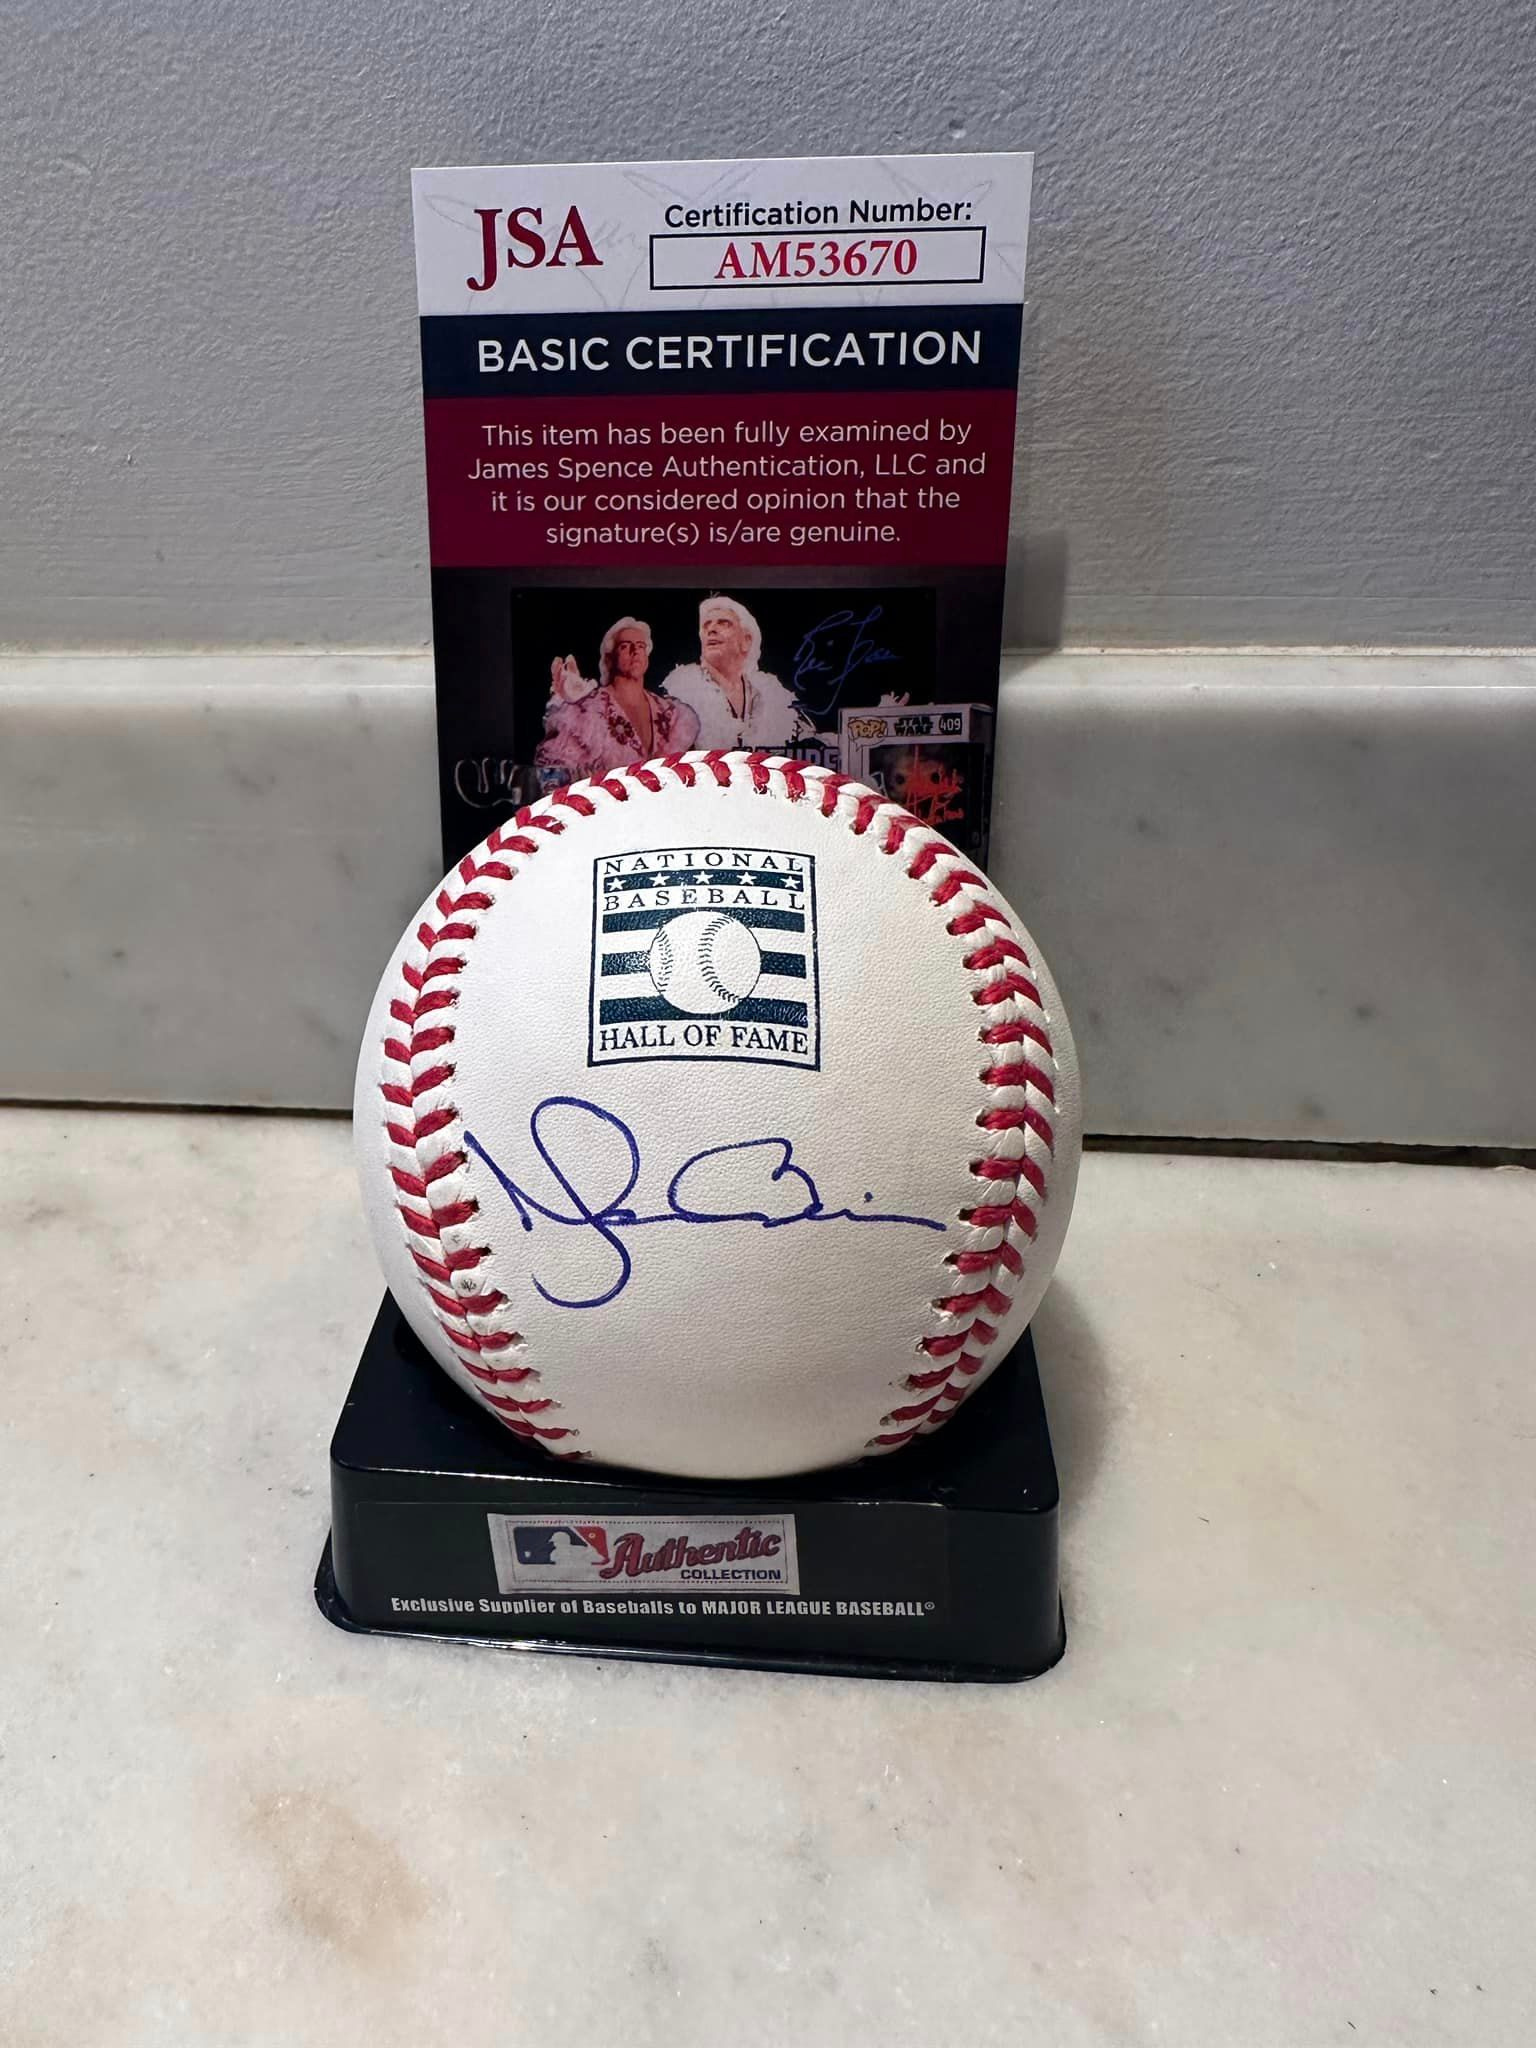 JSA
Certification Number:
AM53670
BASIC CERTIFICATION
This item has been fully examined by
James Spence Authentication, LLC and
it is our considered opinion that the
signature(s) is/are genuine.
POP! STAR WARS 409
NATIONAL
BASEBALL
HALL OF FAME
Authentic
COLLECTION
Exclusive Supplier of Baseballs to MAJOR LEAGUE BASEBALL®